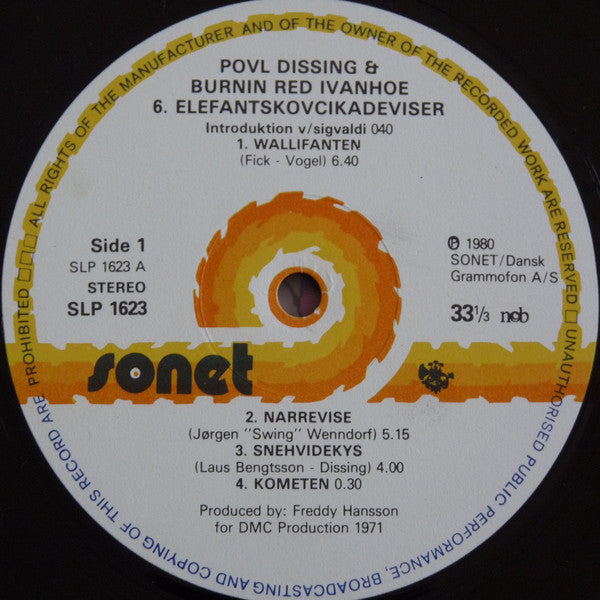 ALL RIGHTS OF THE MANUFACTURER AND OF THE OWNER OF THE RECORDED WORK ARE RESERVED □ UNAUTHORISED PUBLIC PERFORMANCE, BROADCASTING AND COPYING OF THIS RECORD ARE PROHIBITED □□□
POVL DISSING &
BURNIN RED IVANHOE
6. ELEFANTSKOVCIKADEVISER
Introduktion v/sigvaldi 040
1. WALLIFANTEN
(Fick - Vogel) 6.40
Side 1
SLP 1623 A
STEREO
SLP 1623
℗ 1980
SONET/Dansk
Grammofon A/S
33 1/3 ncb
sonet
2. NARREVISE
(Jørgen "Swing" Wenndorf) 5.15
3. SNEHVIDEKYS
(Laus Bengtsson - Dissing) 4.00
4. KOMETEN 0.30
Produced by: Freddy Hansson
for DMC Production 1971